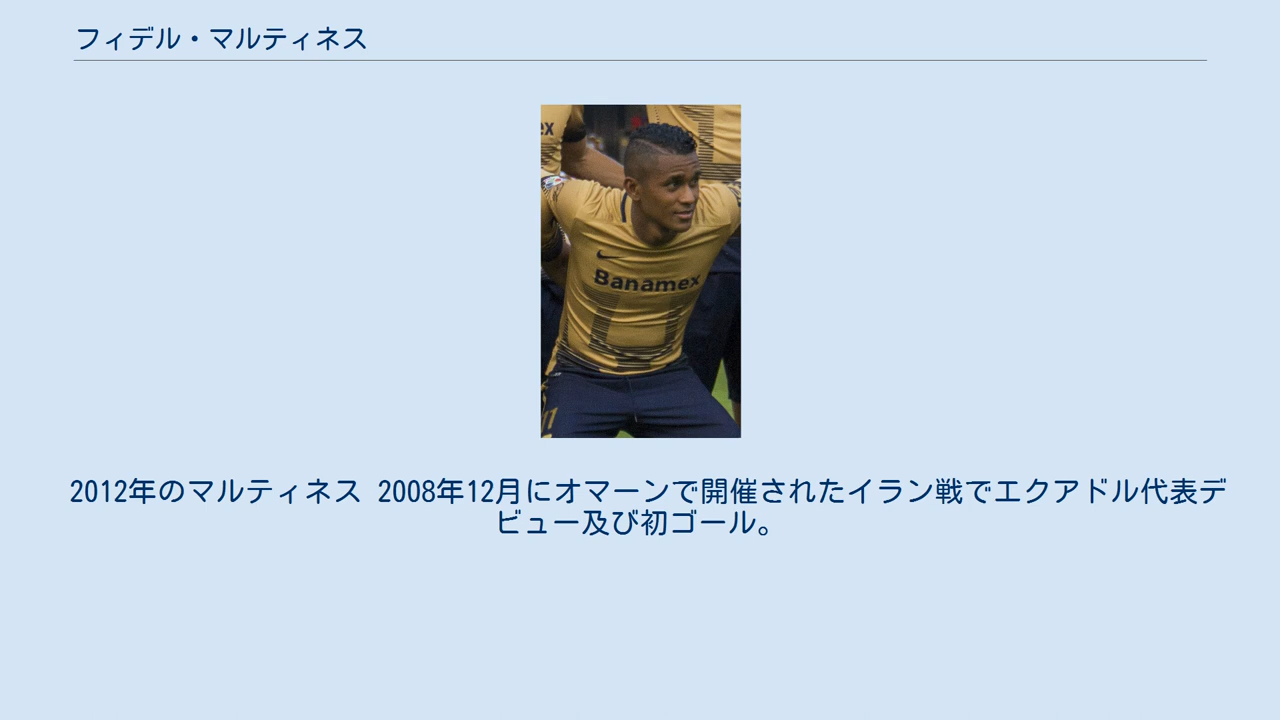 フィデル・マルティネス
ex
Banamex
11
2012年のマルティネス 2008年12月にオマーンで開催されたイラン戦でエクアドル代表デ
ビュー及び初ゴール。